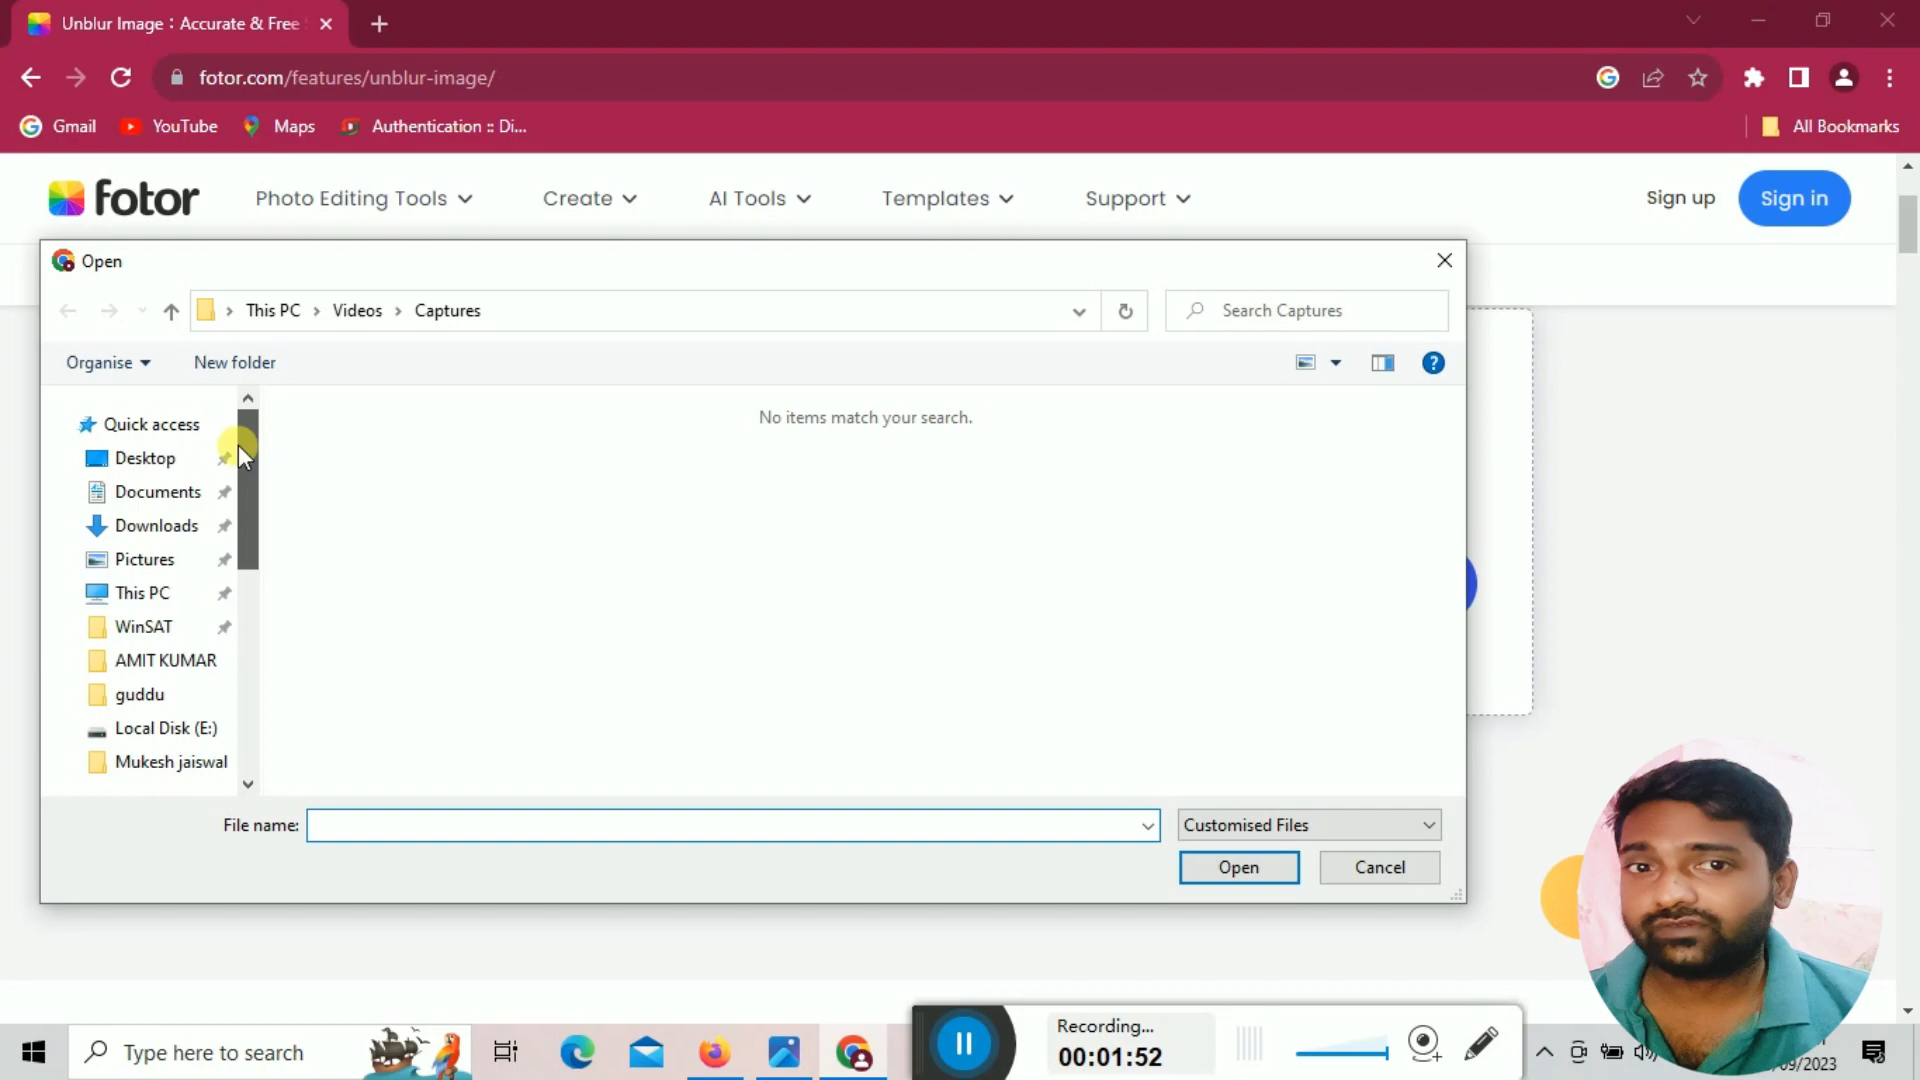 Unblur Image : Accurate & Free
fotor.com/features/unblur-image/
Gmail
YouTube
Maps
Authentication :: Di...
All Bookmarks
fotor
Photo Editing Tools
Create
AI Tools
Templates
Support
Sign up
Sign in
Open
This PC > Videos > Captures
Search Captures
Organise
New folder
No items match your search.
Quick access
Desktop
Documents
Downloads
Pictures
This PC
WinSAT
AMIT KUMAR
guddu
Local Disk (E:)
Mukesh jaiswal
File name:
Customised Files
Open
Cancel
Type here to search
Recording...
00:01:52
09/2023